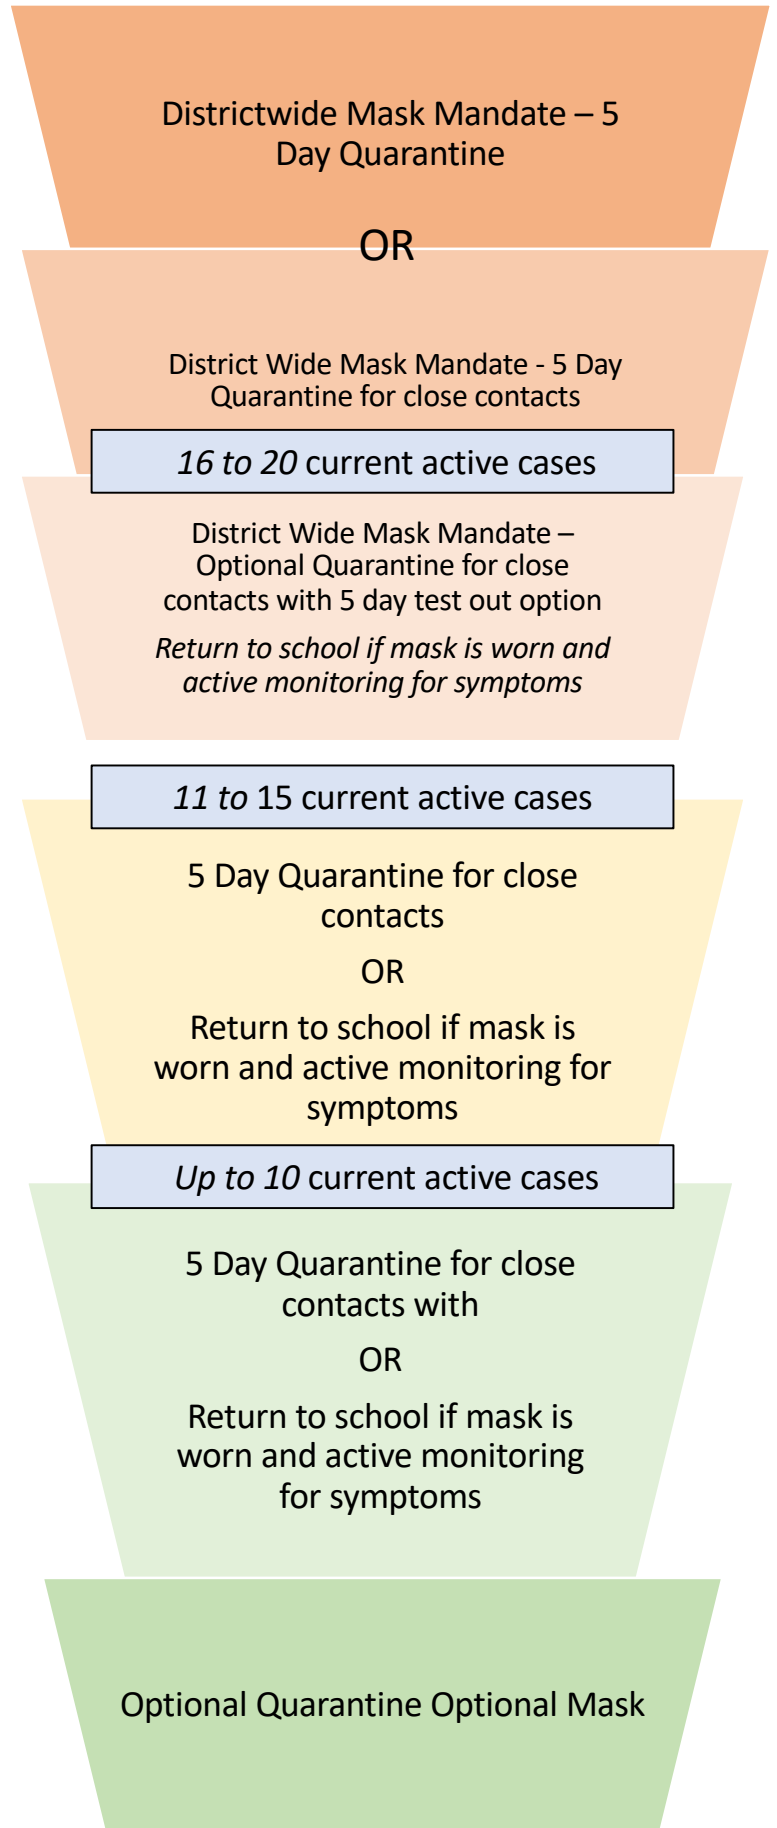 Districtwide Mask Mandate – 5
Day Quarantine
OR
District Wide Mask Mandate - 5 Day
Quarantine for close contacts
16 to 20 current active cases
District Wide Mask Mandate –
Optional Quarantine for close
contacts with 5 day test out option
Return to school if mask is worn and
active monitoring for symptoms
11 to 15 current active cases
5 Day Quarantine for close
contacts
OR
Return to school if mask is
worn and active monitoring for
symptoms
Up to 10 current active cases
5 Day Quarantine for close
contacts with
OR
Return to school if mask is
worn and active monitoring
for symptoms
Optional Quarantine Optional Mask